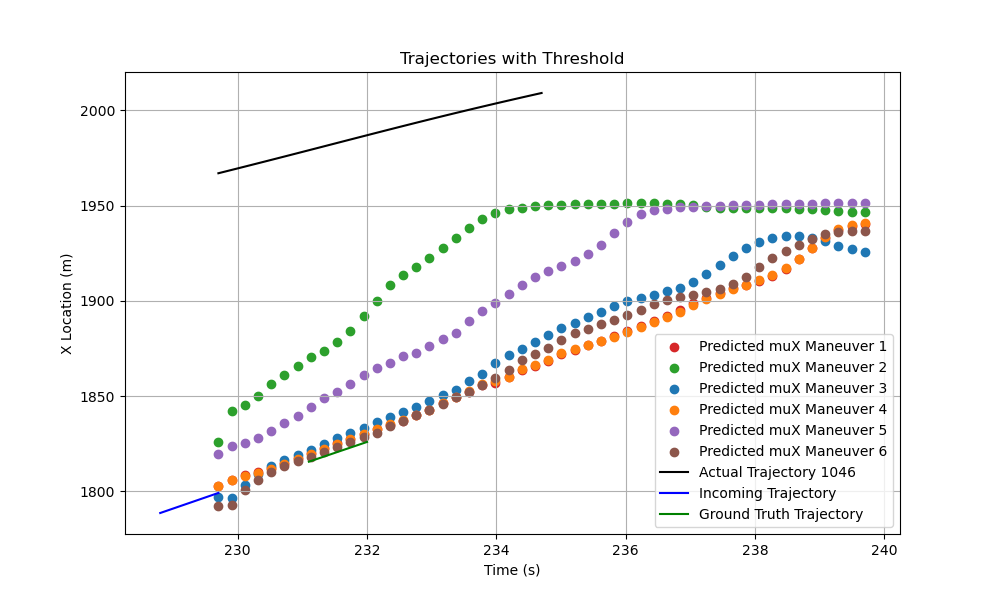 Trajectories with Threshold
X Location (m)
2000
1950
1900
1850
1800
230
232
234
236
238
240
Time (s)
Predicted muX Maneuver 1
Predicted muX Maneuver 2
Predicted muX Maneuver 3
Predicted muX Maneuver 4
Predicted muX Maneuver 5
Predicted muX Maneuver 6
Actual Trajectory 1046
Incoming Trajectory
Ground Truth Trajectory